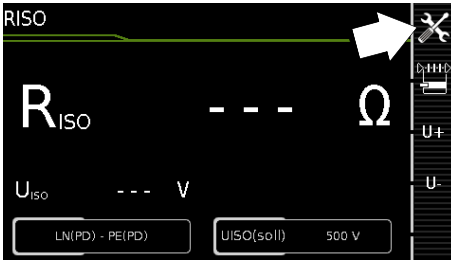 RISO
RISO - - - Ω
U+
UISO - - - V
U-
LN(PD) - PE(PD)
UISO(soll) 500 V